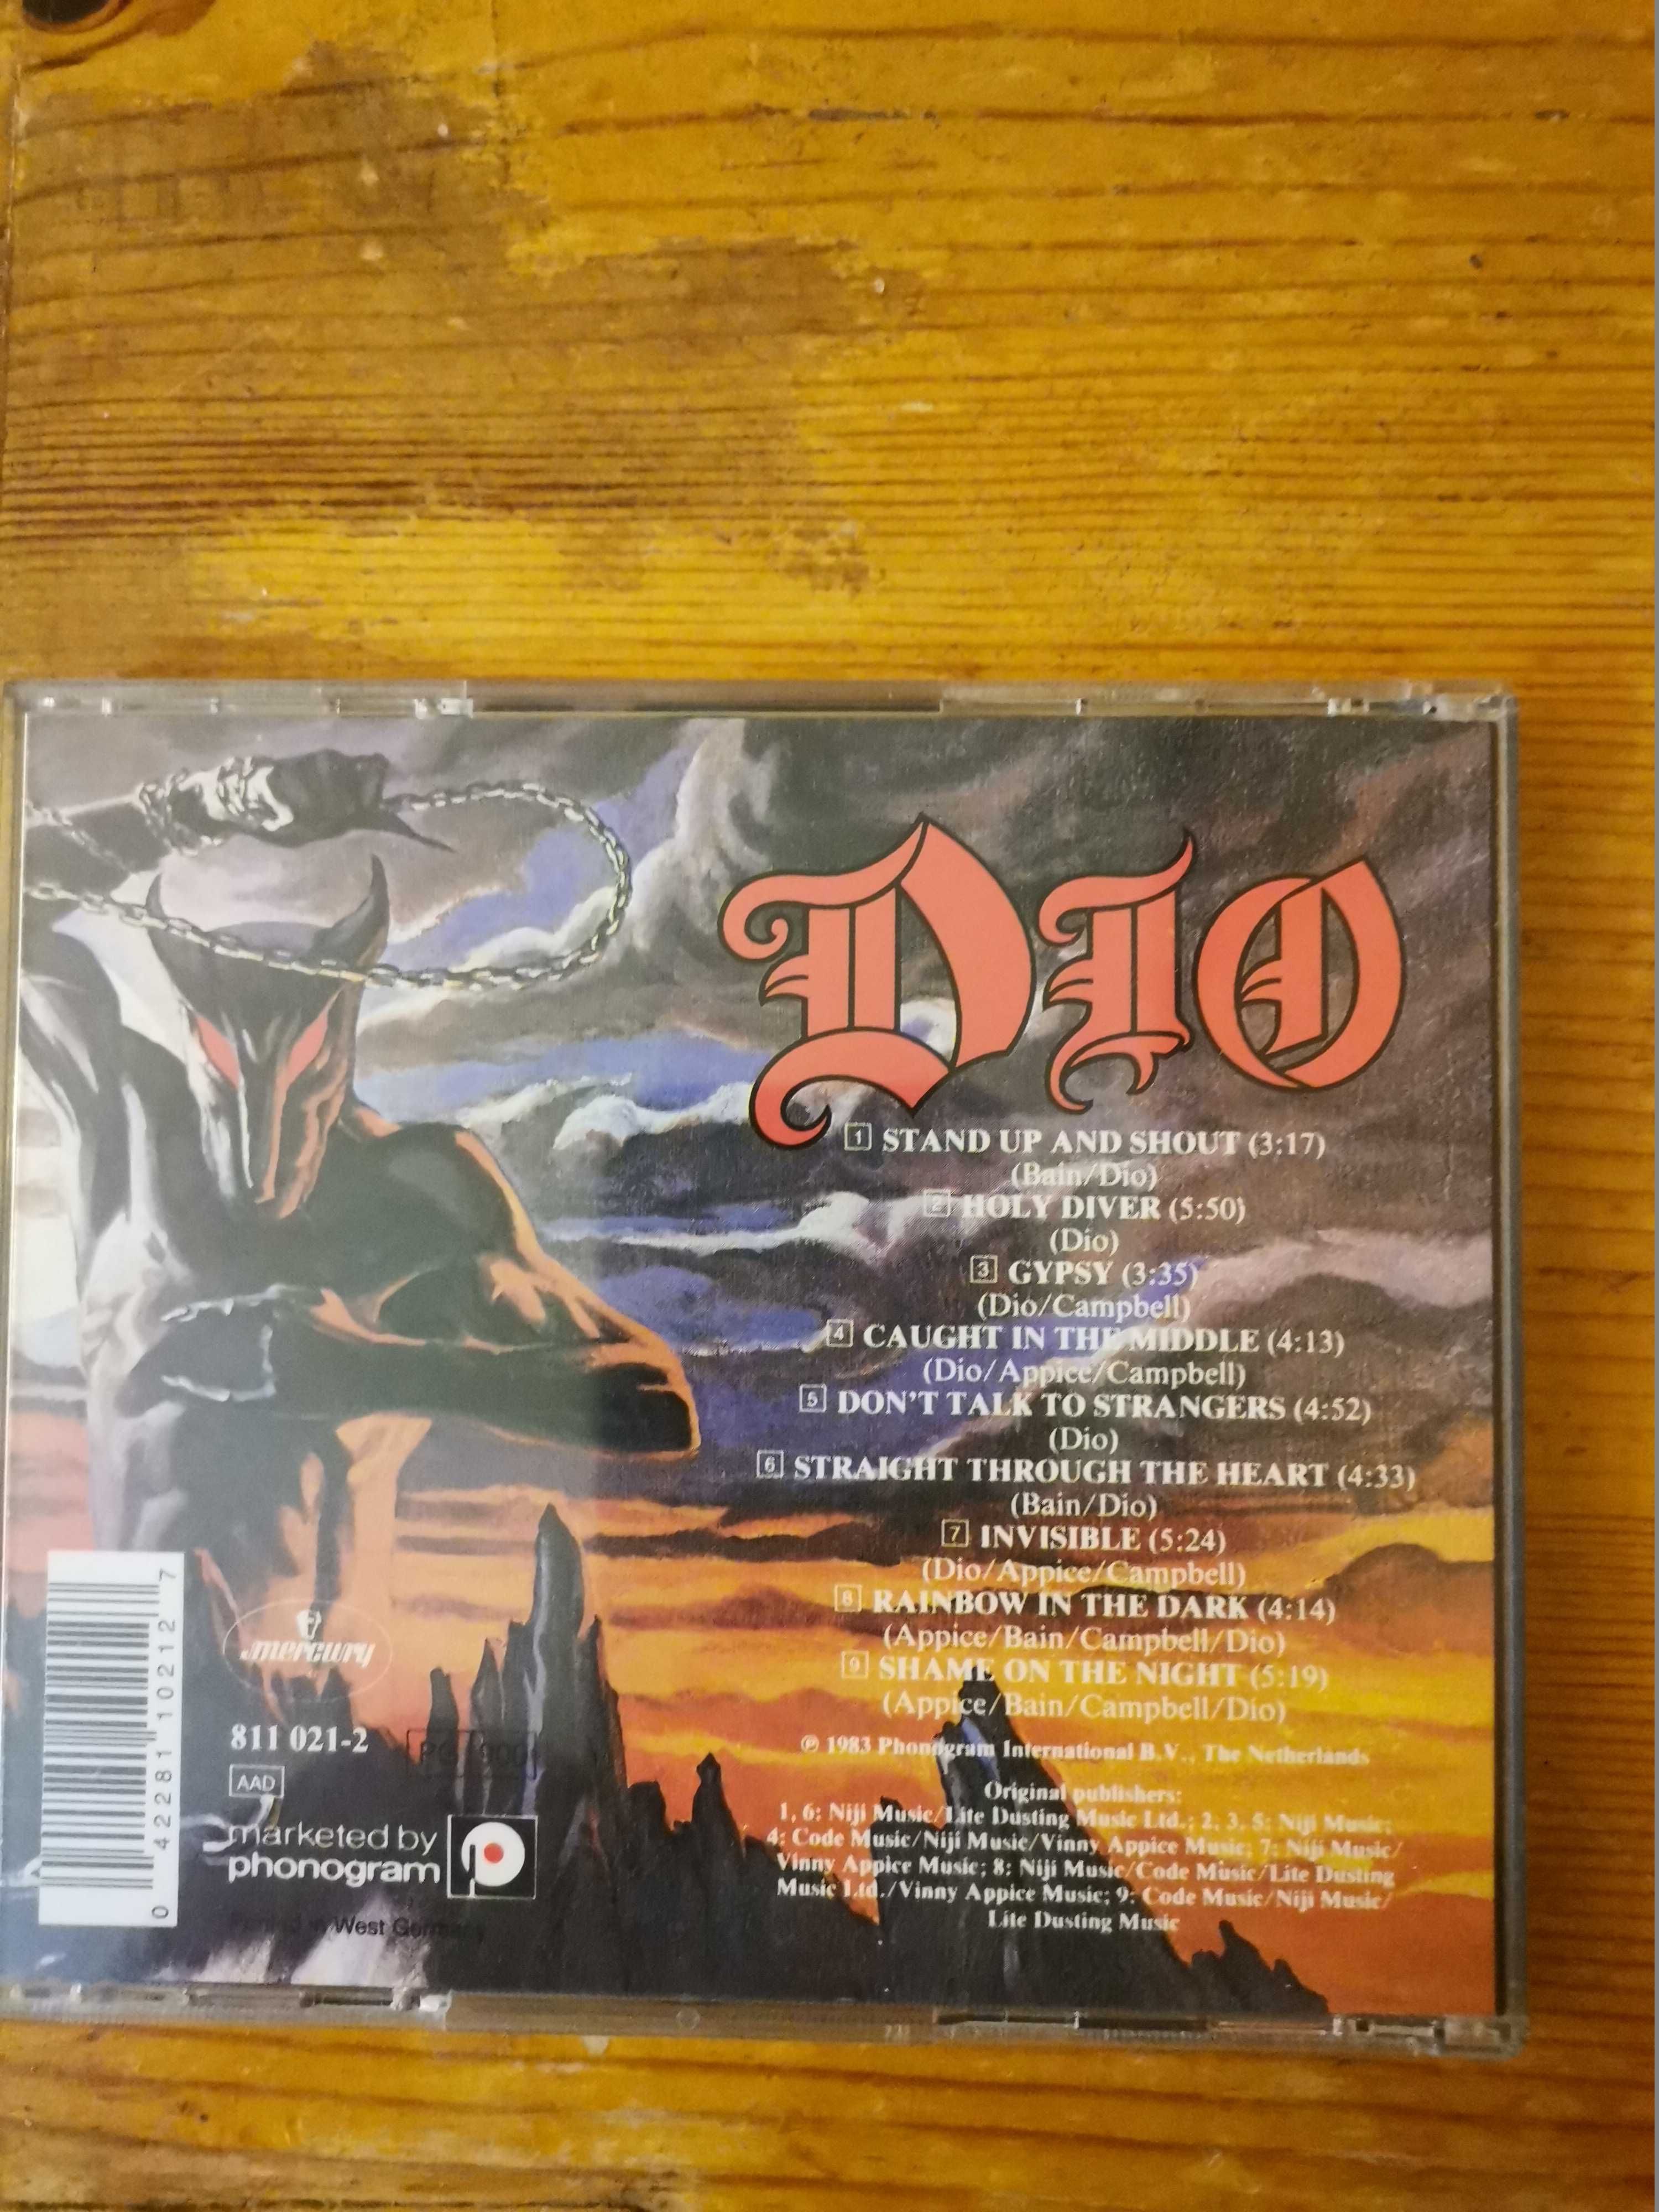 DIO
1 STAND UP AND SHOUT (3:17)
(Bain/Dio)
2 HOLY DIVER (5:50)
(Dio)
3 GYPSY (3:35)
(Dio/Campbell)
4 CAUGHT IN THE MIDDLE (4:13)
(Dio/Appice/Campbell)
5 DON'T TALK TO STRANGERS (4:52)
(Dio)
6 STRAIGHT THROUGH THE HEART (4:33)
(Bain/Dio)
7 INVISIBLE (5:24)
(Dio/Appice/Campbell)
8 RAINBOW IN THE DARK (4:14)
(Appice/Bain/Campbell/Dio)
9 SHAME ON THE NIGHT (5:19)
(Appice/Bain/Campbell/Dio)
℗ 1983 Phonogram International B.V., The Netherlands
Original publishers:
1, 6: Niji Music/Lite Dusting Music Ltd.; 2, 3, 5: Niji Music;
4: Code Music/Niji Music/Vinny Appice Music; 7: Niji Music/
Vinny Appice Music; 8: Niji Music/Code Music/Lite Dusting
Music Ltd./Vinny Appice Music; 9: Code Music/Niji Music/
Lite Dusting Music
0 42281 10212 7
mercury
811 021-2
AAD
marketed by
phonogram
p
West Germany